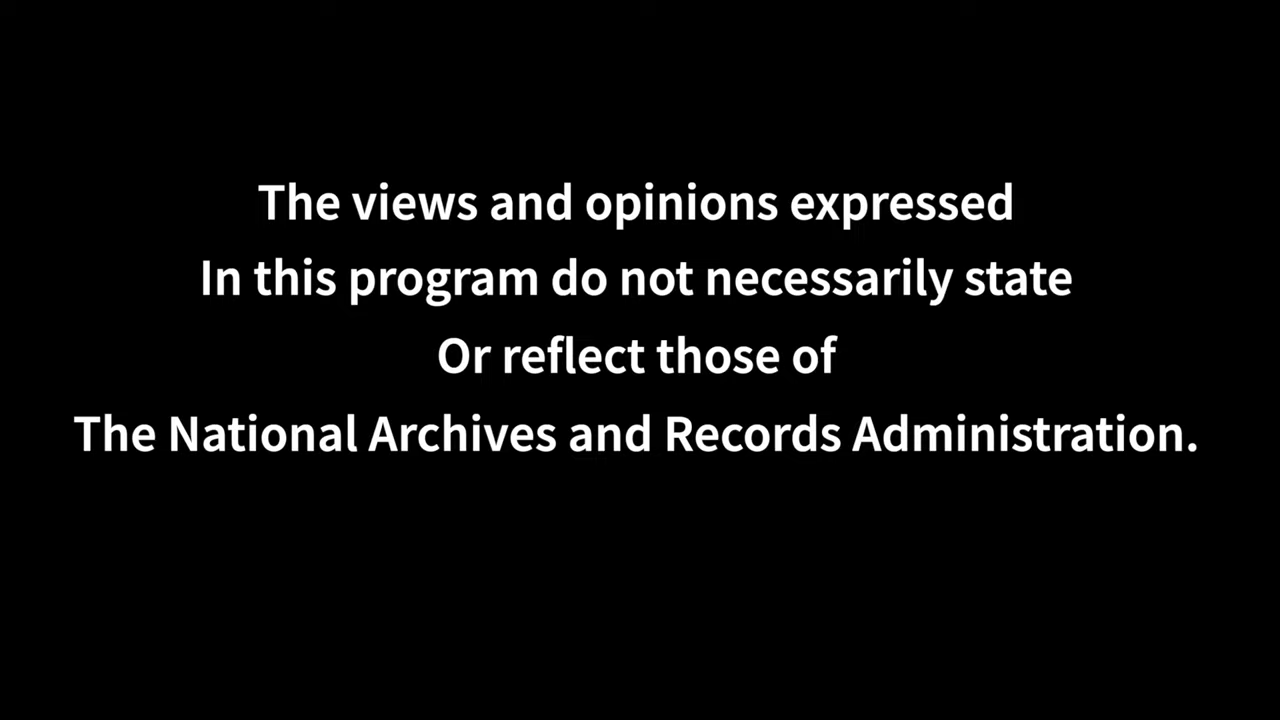 The views and opinions expressed
In this program do not necessarily state
Or reflect those of
The National Archives and Records Administration.